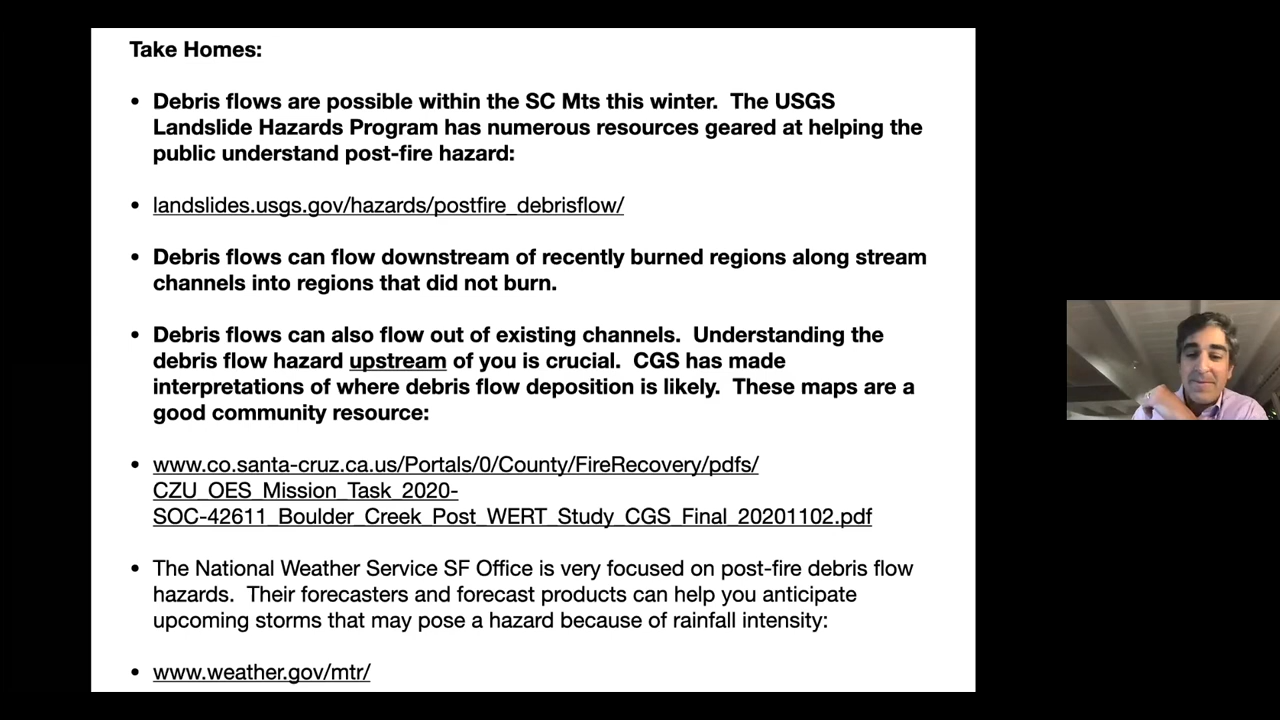 Take Homes:
• Debris flows are possible within the SC Mts this winter.  The USGS
Landslide Hazards Program has numerous resources geared at helping the
public understand post-fire hazard:
• landslides.usgs.gov/hazards/postfire_debrisflow/
• Debris flows can flow downstream of recently burned regions along stream
channels into regions that did not burn.
• Debris flows can also flow out of existing channels.  Understanding the
debris flow hazard upstream of you is crucial.  CGS has made
interpretations of where debris flow deposition is likely.  These maps are a
good community resource:
• www.co.santa-cruz.ca.us/Portals/0/County/FireRecovery/pdfs/
CZU_OES_Mission_Task_2020-
SOC-42611_Boulder_Creek_Post_WERT_Study_CGS_Final_20201102.pdf
• The National Weather Service SF Office is very focused on post-fire debris flow
hazards.  Their forecasters and forecast products can help you anticipate
upcoming storms that may pose a hazard because of rainfall intensity:
• www.weather.gov/mtr/